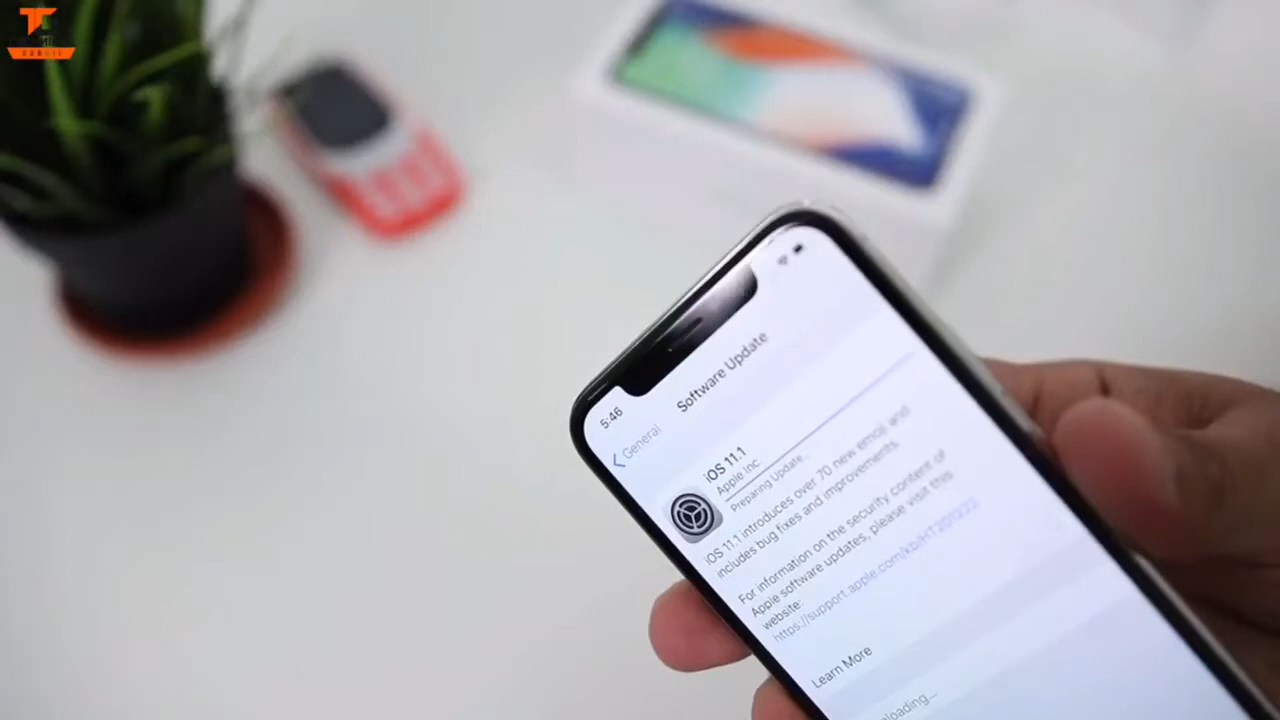 5:46
General
Software Update
iOS 11.1
Apple Inc.
Preparing Update...
iOS 11.1 introduces over 70 new emoji and
includes bug fixes and improvements.
For information on the security content of
Apple software updates, please visit this
website:
https://support.apple.com/kb/HT201222
Learn More
loading...